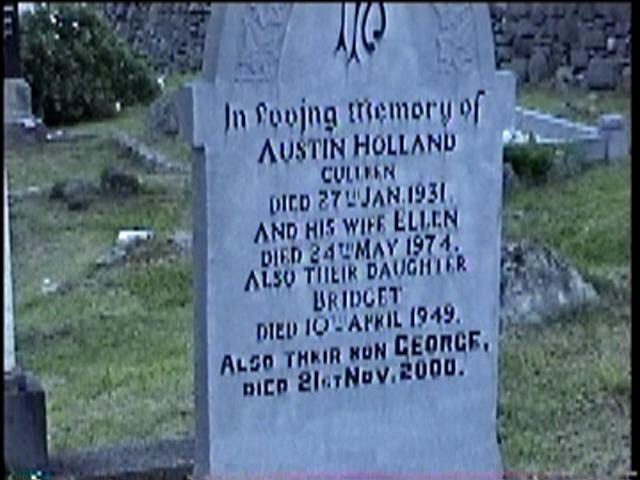 In Loving Memory of
AUSTIN HOLLAND
CULLEEN
DIED 27TH JAN. 1931.
AND HIS WIFE ELLEN
DIED 24TH MAY 1974.
ALSO THEIR DAUGHTER
BRIDGET
DIED 10TH APRIL 1949.
ALSO THEIR SON GEORGE,
DIED 21ST NOV. 2000.